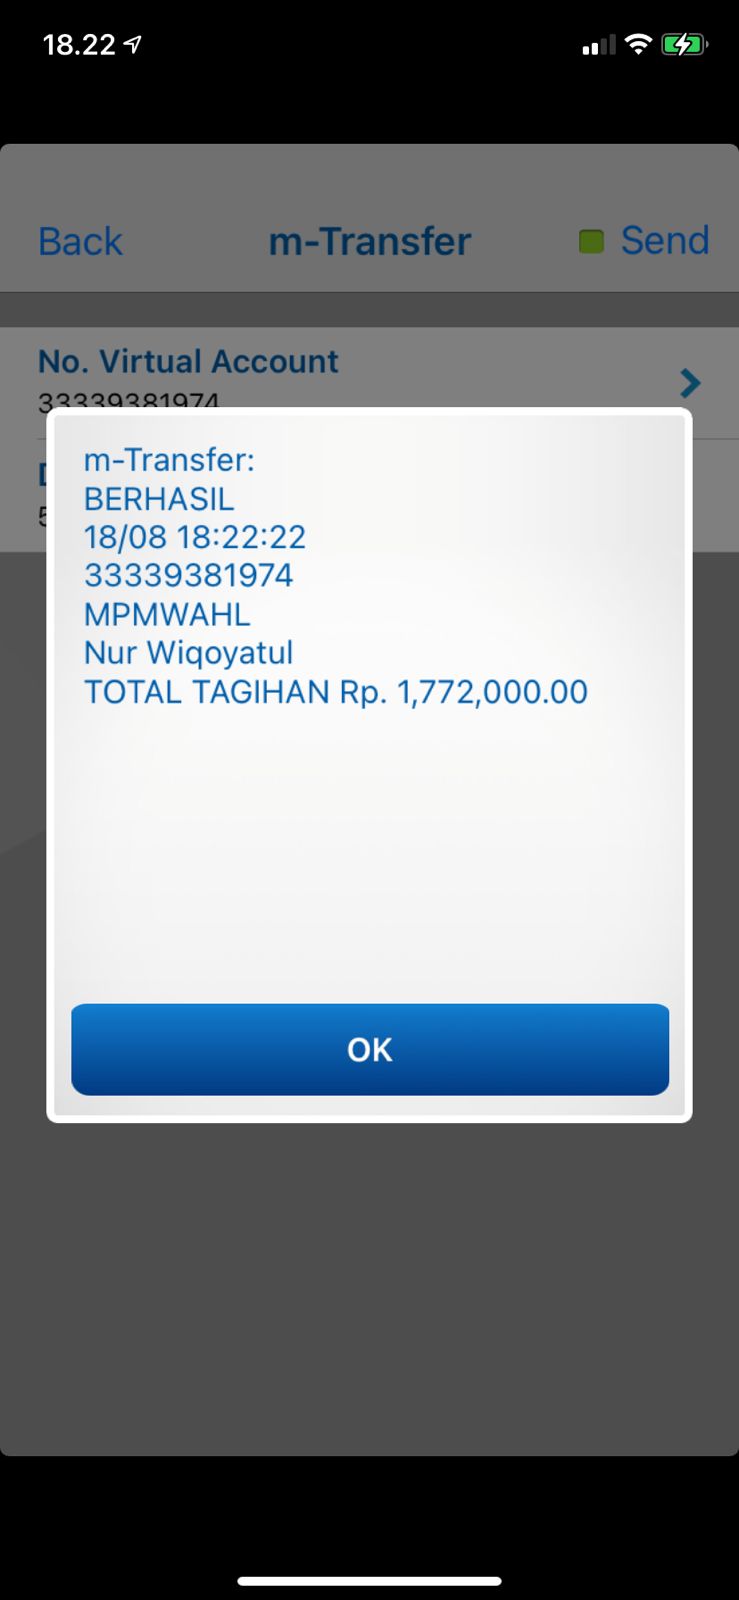 18.22
Back m-Transfer Send
No. Virtual Account
33339381974
m-Transfer:
BERHASIL
18/08 18:22:22
33339381974
MPMWAHL
Nur Wiqoyatul
TOTAL TAGIHAN Rp. 1,772,000.00
OK